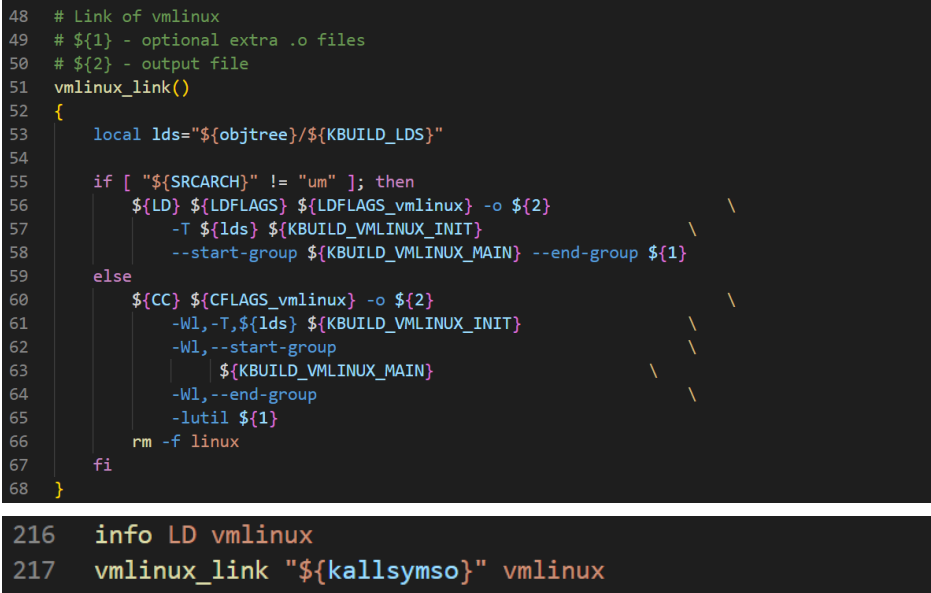 48 # Link of vmlinux
49 # ${1} - optional extra .o files
50 # ${2} - output file
51 vmlinux_link()
52 {
53     local lds="${objtree}/${KBUILD_LDS}"
54
55     if [ "${SRCARCH}" != "um" ]; then
56         ${LD} ${LDFLAGS} ${LDFLAGS_vmlinux} -o ${2} \
57             -T ${lds} ${KBUILD_VMLINUX_INIT} \
58             --start-group ${KBUILD_VMLINUX_MAIN} --end-group ${1}
59     else
60         ${CC} ${CFLAGS_vmlinux} -o ${2} \
61             -Wl,-T,${lds} ${KBUILD_VMLINUX_INIT} \
62             -Wl,--start-group \
63                 ${KBUILD_VMLINUX_MAIN} \
64             -Wl,--end-group \
65             -lutil ${1}
66         rm -f linux
67     fi
68 }
216 info LD vmlinux
217 vmlinux_link "${kallsymso}" vmlinux